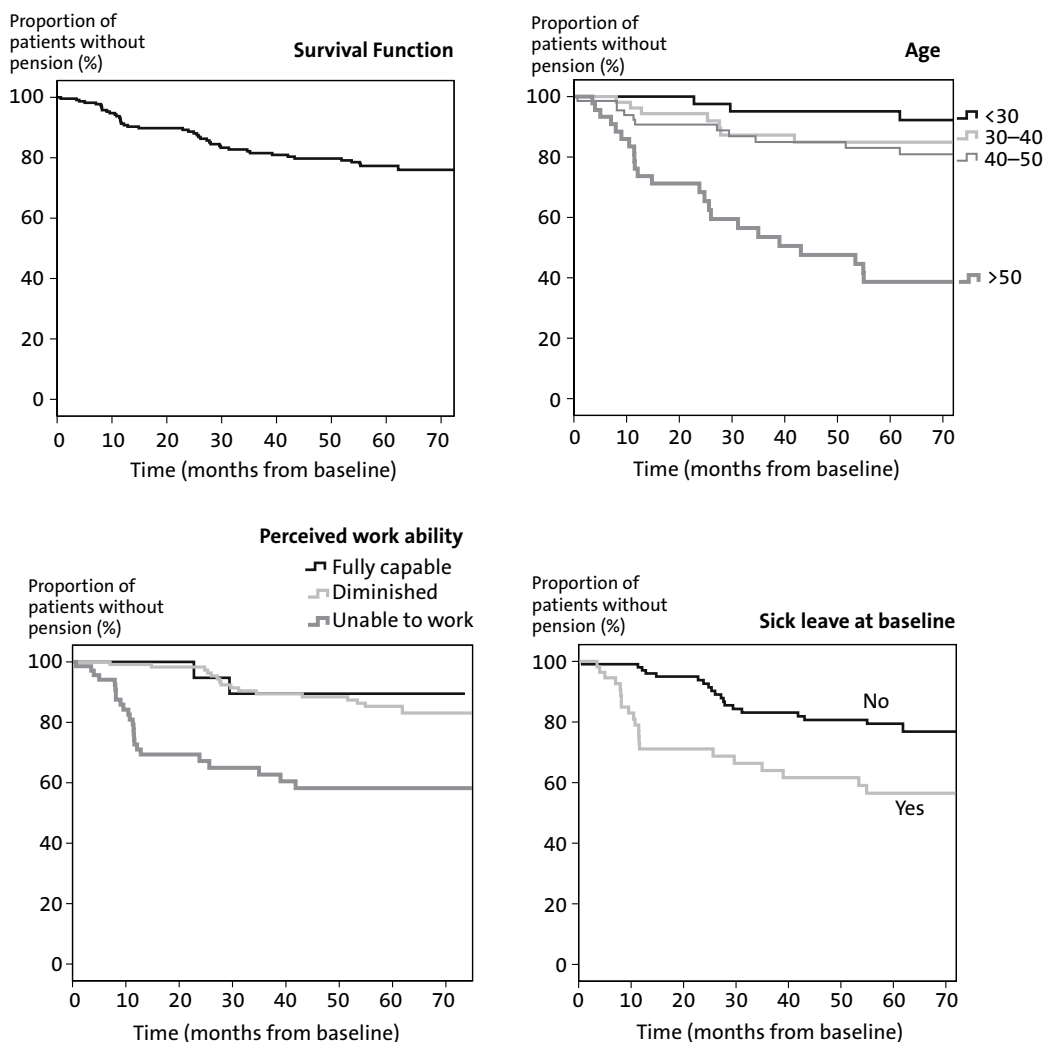 Proportion of
patients without
pension (%)
Survival Function
100
80
60
40
20
0
0 10 20 30 40 50 60 70
Time (months from baseline)
Proportion of
patients without
pension (%)
Age
100
80
60
40
20
0
<30
30–40
40–50
>50
0 10 20 30 40 50 60 70
Time (months from baseline)
Perceived work ability
Fully capable
Diminished
Unable to work
Proportion of
patients without
pension (%)
100
80
60
40
20
0
0 10 20 30 40 50 60 70
Time (months from baseline)
Proportion of
patients without
pension (%)
Sick leave at baseline
100
80
60
40
20
0
No
Yes
0 10 20 30 40 50 60 70
Time (months from baseline)